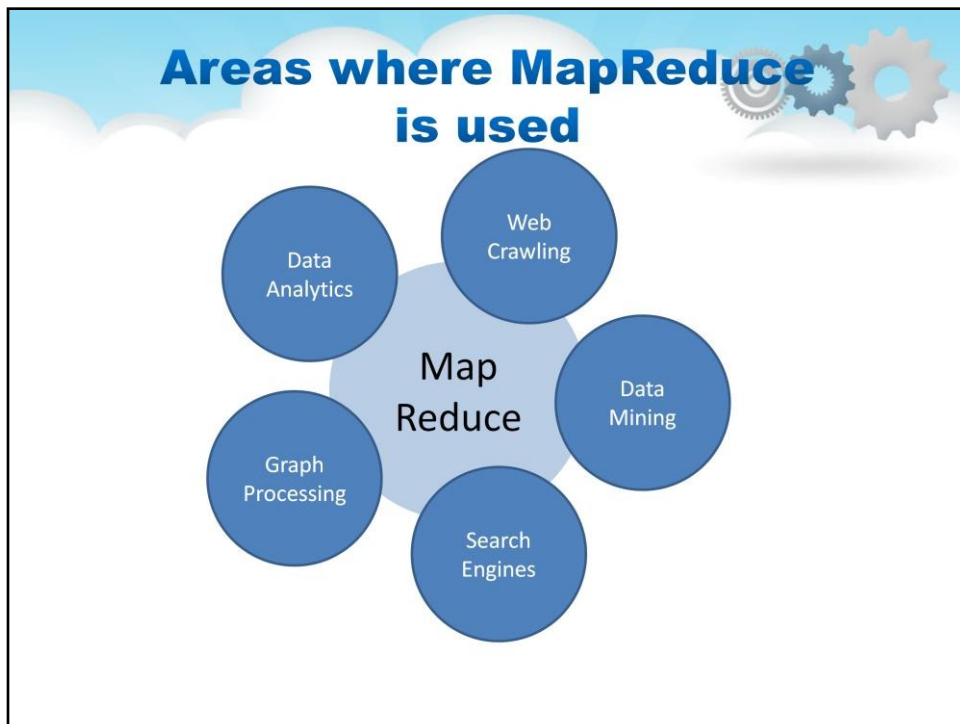 Areas where MapReduce
is used
Web
Crawling
Data
Analytics
Map
Reduce
Data
Mining
Graph
Processing
Search
Engines